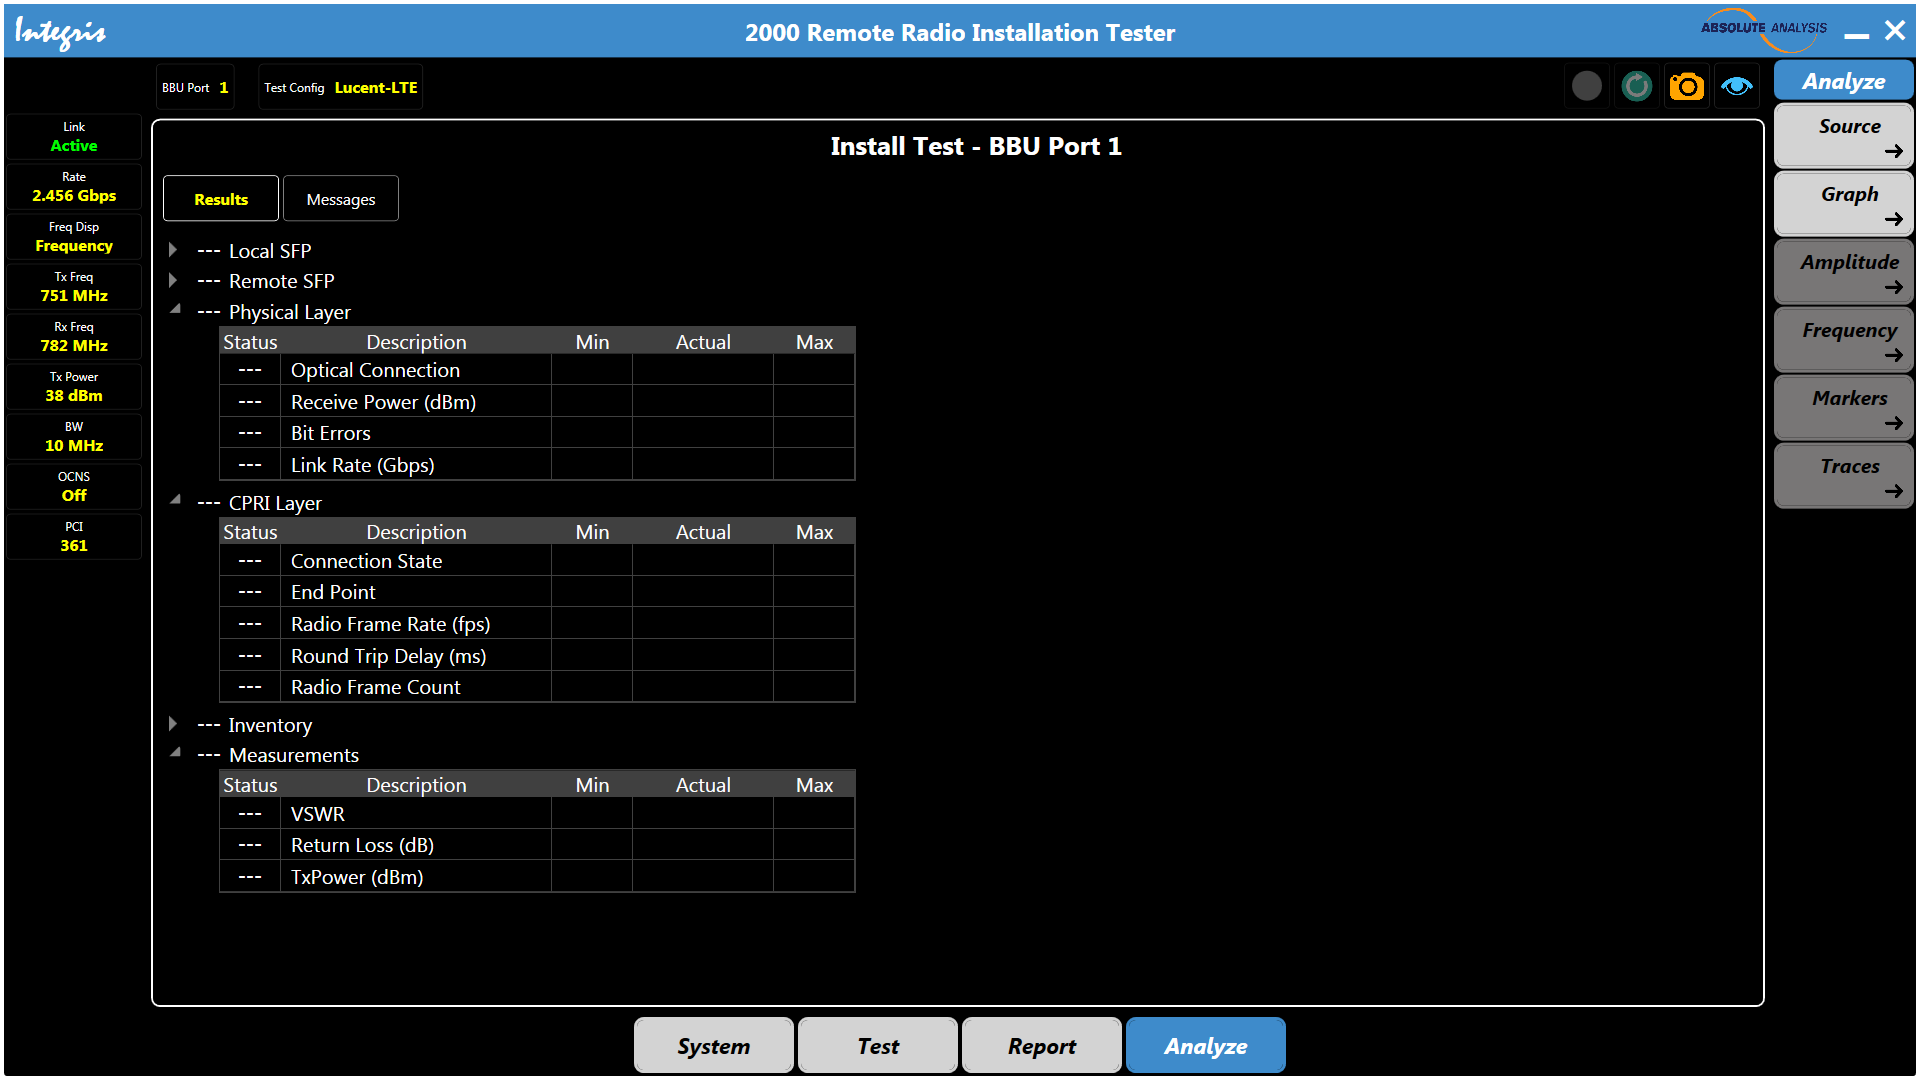 Integris
2000 Remote Radio Installation Tester
ABSOLUTE ANALYSIS
BBU Port 1
Test Config Lucent-LTE
Analyze
Link
Active
Rate
2.456 Gbps
Freq Disp
Frequency
Tx Freq
751 MHz
Rx Freq
782 MHz
Tx Power
38 dBm
BW
10 MHz
OCNS
Off
PCI
361
Install Test - BBU Port 1
Results Messages
--- Local SFP
--- Remote SFP
--- Physical Layer
Status Description Min Actual Max
--- Optical Connection
--- Receive Power (dBm)
--- Bit Errors
--- Link Rate (Gbps)
--- CPRI Layer
Status Description Min Actual Max
--- Connection State
--- End Point
--- Radio Frame Rate (fps)
--- Round Trip Delay (ms)
--- Radio Frame Count
--- Inventory
--- Measurements
Status Description Min Actual Max
--- VSWR
--- Return Loss (dB)
--- TxPower (dBm)
Source
Graph
Amplitude
Frequency
Markers
Traces
System Test Report Analyze